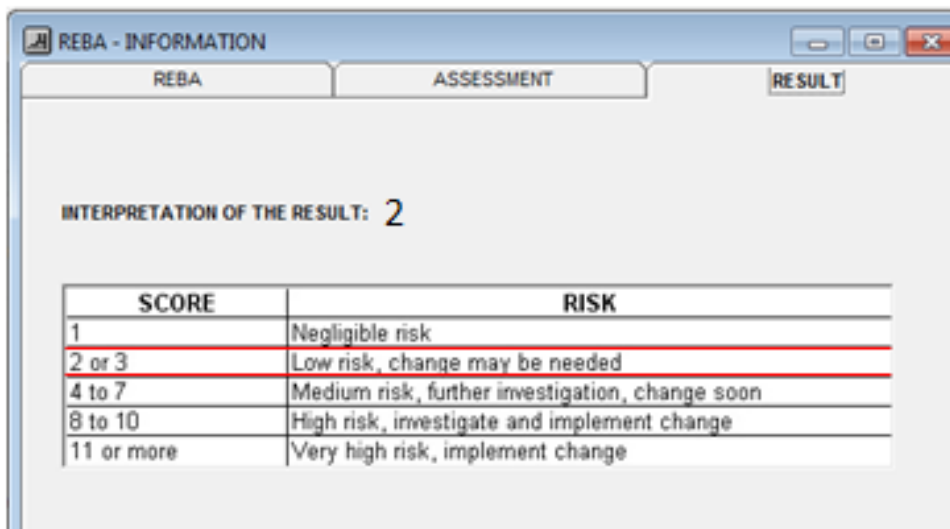 REBA - INFORMATION
REBA ASSESSMENT RESULT
INTERPRETATION OF THE RESULT: 2
SCORE RISK
1 Negligible risk
2 or 3 Low risk, change may be needed
4 to 7 Medium risk, further investigation, change soon
8 to 10 High risk, investigate and implement change
11 or more Very high risk, implement change